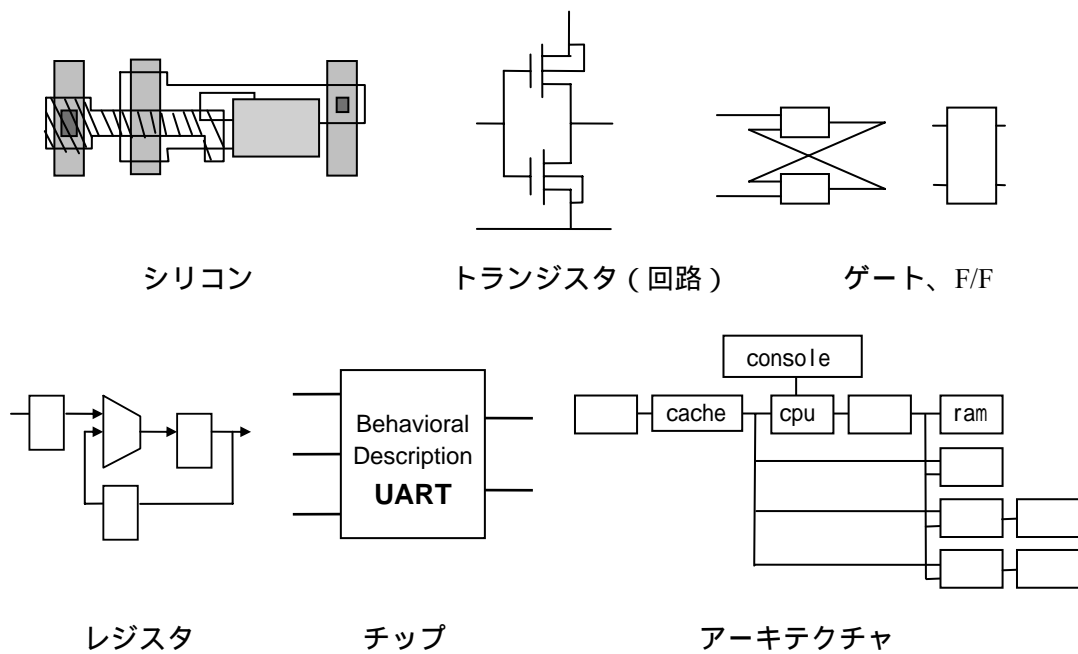 シリコン
トランジスタ（回路）
ゲート、F/F
console
cache
cpu
ram
Behavioral
Description
UART
レジスタ
チップ
アーキテクチャ